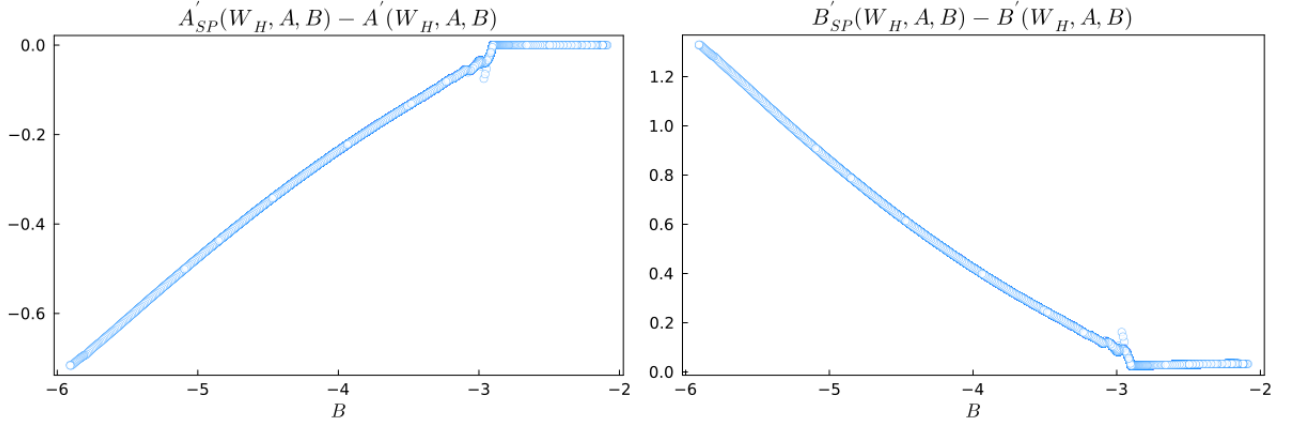 A'_{SP}(W_H, A, B) − A'(W_H, A, B)
0.0
−0.2
−0.4
−0.6
−6 −5 −4 −3 −2
B
B'_{SP}(W_H, A, B) − B'(W_H, A, B)
1.2
1.0
0.8
0.6
0.4
0.2
0.0
−6 −5 −4 −3 −2
B